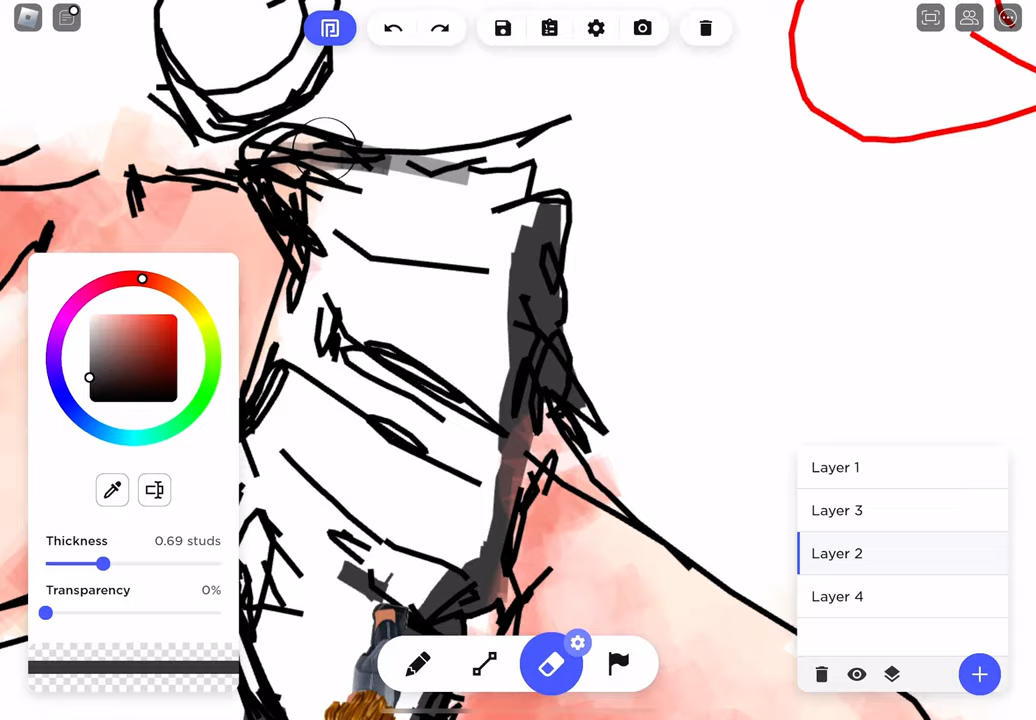 Thickness 0.69 studs
Transparency 0%
Layer 1
Layer 3
Layer 2
Layer 4